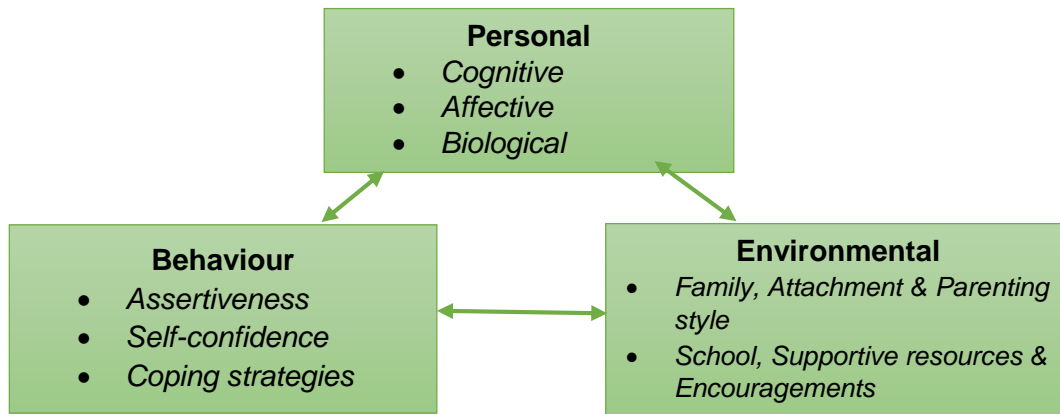 Personal
• Cognitive
• Affective
• Biological
Behaviour
• Assertiveness
• Self-confidence
• Coping strategies
Environmental
• Family, Attachment & Parenting
style
• School, Supportive resources &
Encouragements